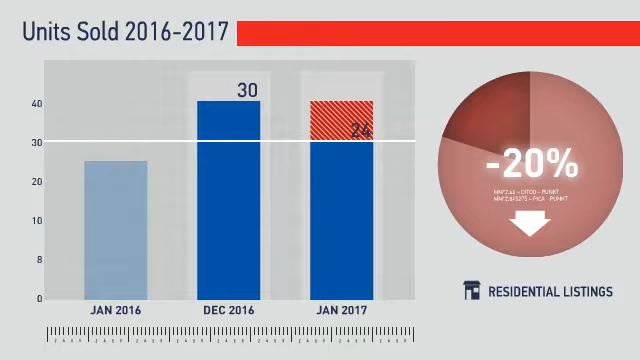 Units Sold 2016-2017
40
30
20
10
8
0
30
24
JAN 2016
DEC 2016
JAN 2017
-20%
RESIDENTIAL LISTINGS